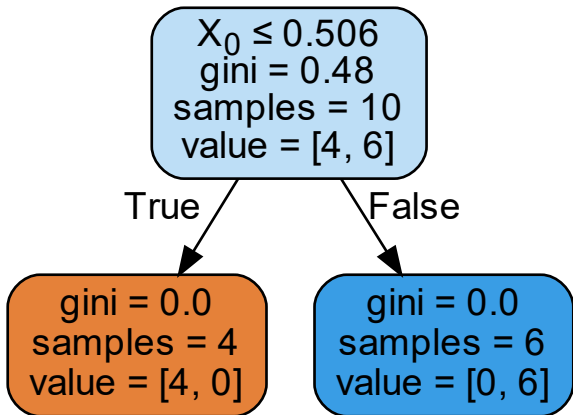 X₀ ≤ 0.506
gini = 0.48
samples = 10
value = [4, 6]
True
False
gini = 0.0
samples = 4
value = [4, 0]
gini = 0.0
samples = 6
value = [0, 6]